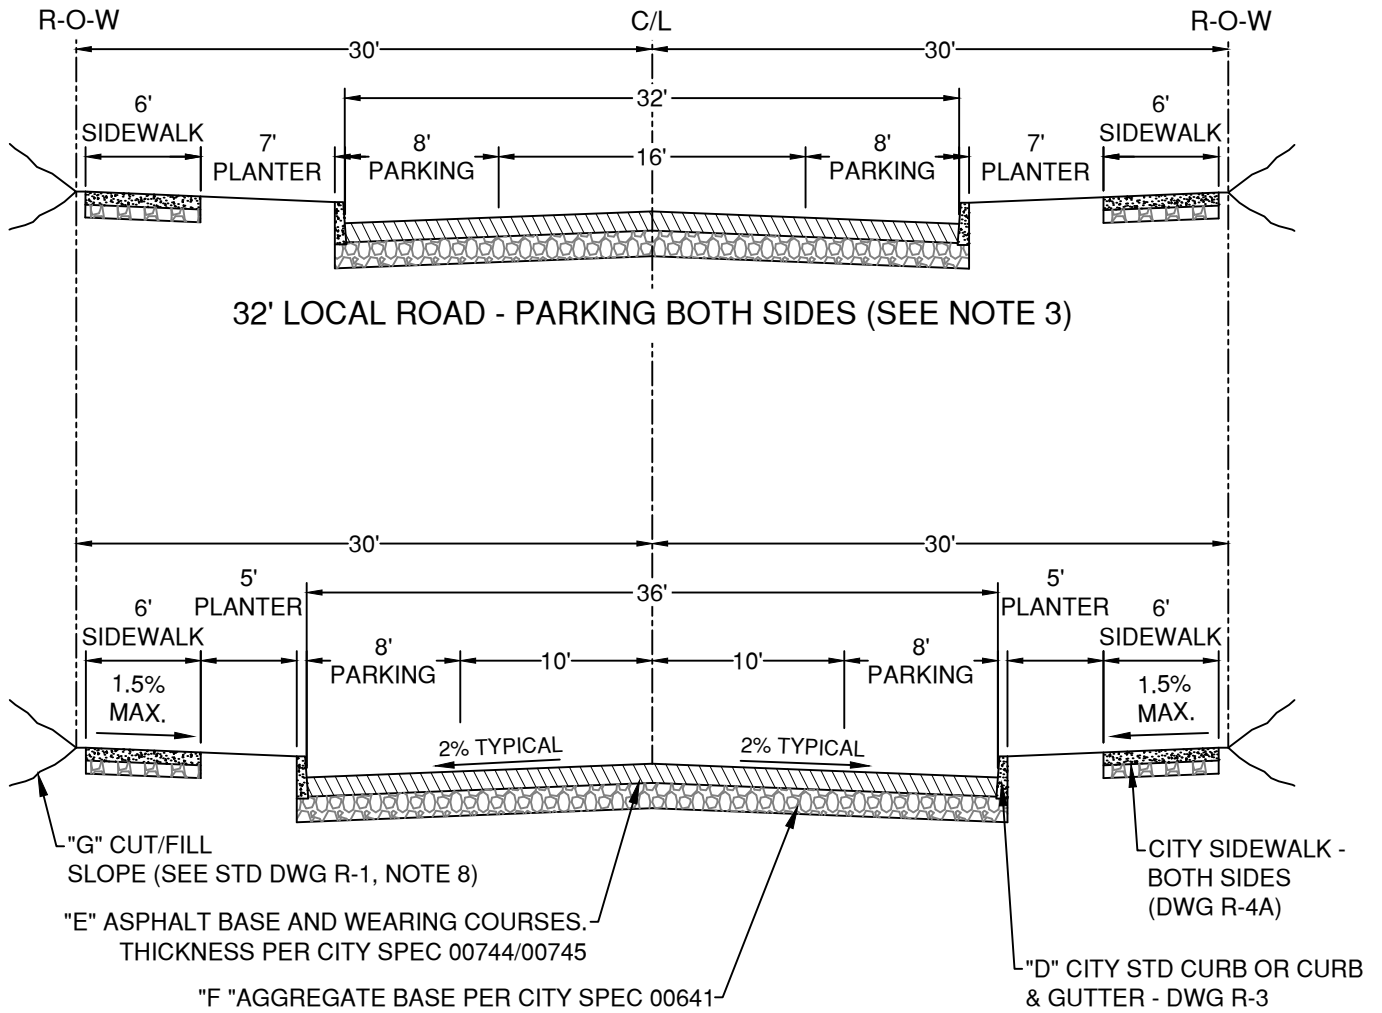 R-O-W C/L R-O-W
30' 30'
32'
6' 6'
SIDEWALK SIDEWALK
7' 8' 16' 8' 7'
PLANTER PARKING PARKING PLANTER
32' LOCAL ROAD - PARKING BOTH SIDES (SEE NOTE 3)
30' 30'
5' 36' 5'
PLANTER PLANTER
6' 6'
SIDEWALK SIDEWALK
8' 10' 10' 8'
PARKING PARKING
1.5% 1.5%
MAX. MAX.
2% TYPICAL 2% TYPICAL
"G" CUT/FILL
SLOPE (SEE STD DWG R-1, NOTE 8)
CITY SIDEWALK -
BOTH SIDES
(DWG R-4A)
"E" ASPHALT BASE AND WEARING COURSES.
THICKNESS PER CITY SPEC 00744/00745
"F "AGGREGATE BASE PER CITY SPEC 00641
"D" CITY STD CURB OR CURB
& GUTTER - DWG R-3